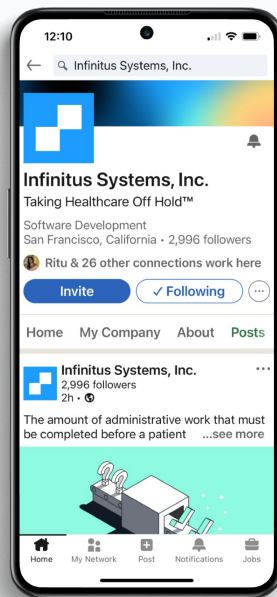 12:10
Infinitus Systems, Inc.
Infinitus Systems, Inc.
Taking Healthcare Off Hold™
Software Development
San Francisco, California • 2,996 followers
Ritu & 26 other connections work here
Invite
✓ Following
Home My Company About Posts
Infinitus Systems, Inc.
2,996 followers
2h •
The amount of administrative work that must
be completed before a patient ...see more
Home My Network Post Notifications Jobs